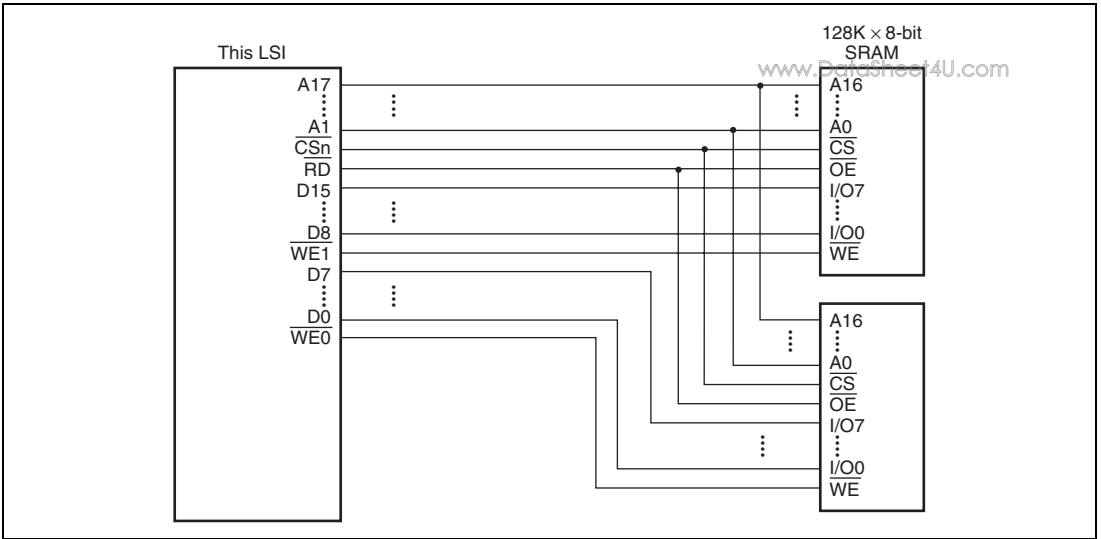 This LSI
A17
A1
CSn
RD
D15
D8
WE1
D7
D0
WE0
128K × 8-bit
SRAM
www.DataSheet4U.com
A16
A0
CS
OE
I/O7
I/O0
WE
A16
A0
CS
OE
I/O7
I/O0
WE